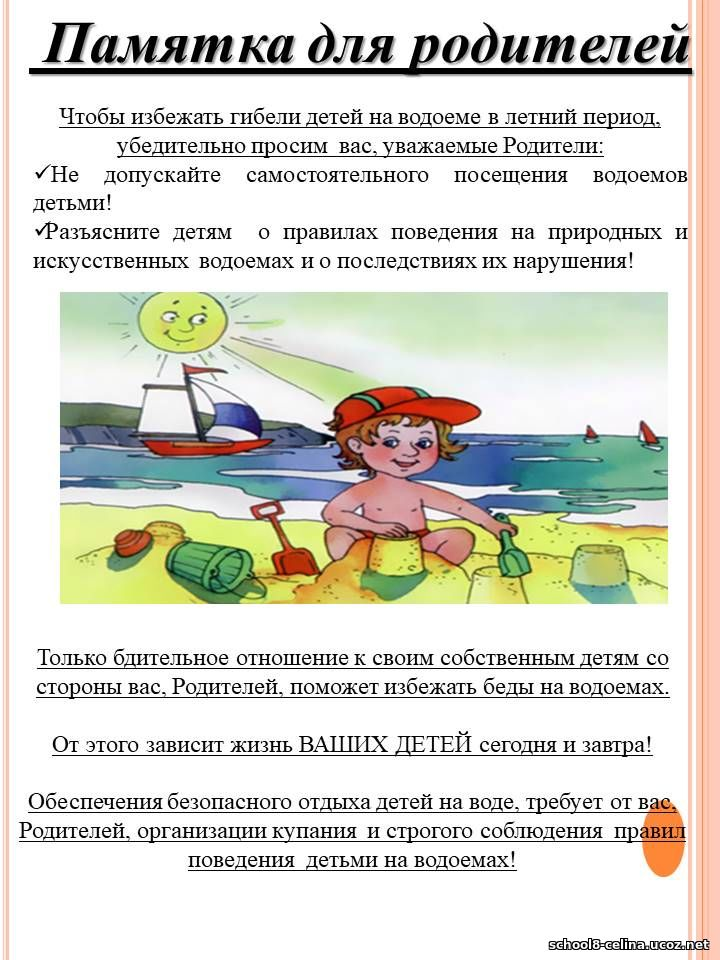 Памятка для родителей
Чтобы избежать гибели детей на водоеме в летний период,
убедительно просим вас, уважаемые Родители:
✓Не допускайте самостоятельного посещения водоемов
детьми!
✓Разъясните детям о правилах поведения на природных и
искусственных водоемах и о последствиях их нарушения!
Только бдительное отношение к своим собственным детям со
стороны вас, Родителей, поможет избежать беды на водоемах.
От этого зависит жизнь ВАШИХ ДЕТЕЙ сегодня и завтра!
Обеспечения безопасного отдыха детей на воде, требует от вас,
Родителей, организации купания и строгого соблюдения правил
поведения детьми на водоемах!
school8-celina.ucoz.net